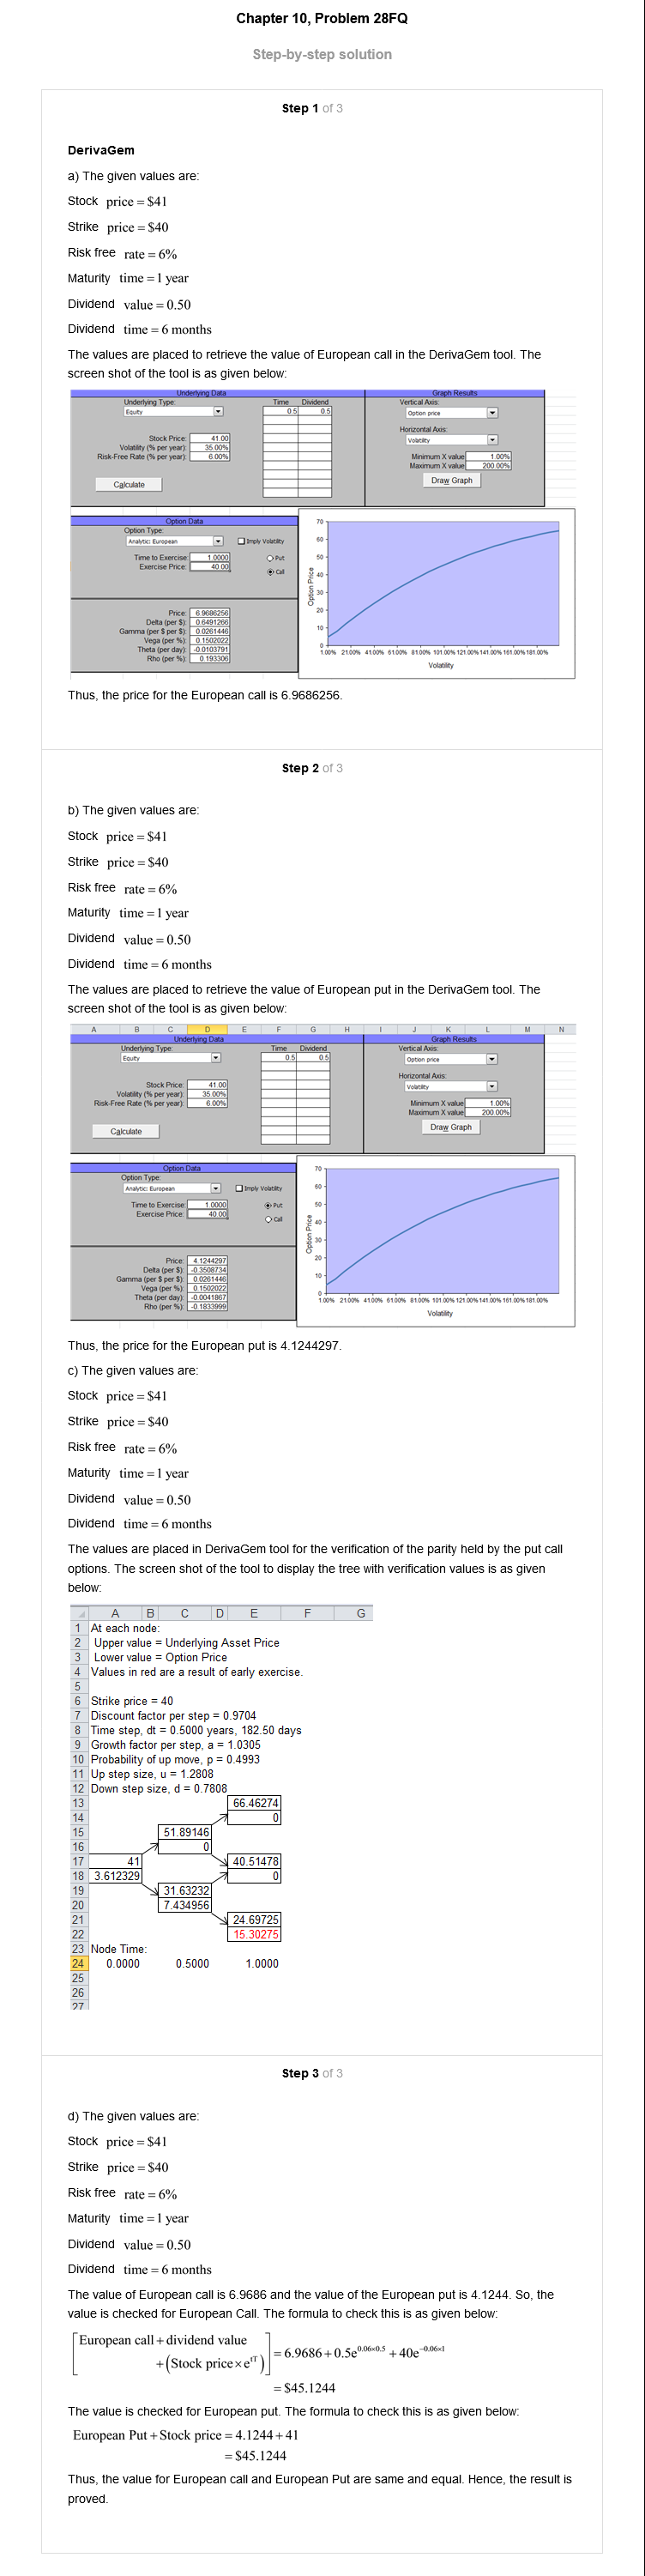 Chapter 10, Problem 28FQ
Step-by-step solution
Step 1 of 3
DerivaGem
a) The given values are:
Stock price = $41
Strike price = $40
Risk free rate = 6%
Maturity time = 1 year
Dividend value = 0.50
Dividend time = 6 months
The values are placed to retrieve the value of European call in the DerivaGem tool. The
screen shot of the tool is as given below:
Underlying Data
Underlying Type:
Equity
Time Dividend
0.5 0.5
Stock Price: 41.00
Volatility (% per year): 35.00%
Risk-Free Rate (% per year): 6.00%
Calculate
Graph Results
Vertical Axis:
Option price
Horizontal Axis:
Volatility
Minimum X value 1.00%
Maximum X value 200.00%
Draw Graph
Option Data
Option Type:
Analytic: European
Imply Volatility
Time to Exercise: 1.0000
Exercise Price: 40.00
Put
Call
Price: 6.9686256
Delta (per $): 0.6491266
Gamma (per $ per $): 0.0261446
Vega (per %): 0.1502022
Theta (per day): -0.0103791
Rho (per %): 0.193306
Option Price
70
60
50
40
30
20
10
0
1.00% 21.00% 41.00% 61.00% 81.00% 101.00% 121.00% 141.00% 161.00% 181.00%
Volatility
Thus, the price for the European call is 6.9686256.
Step 2 of 3
b) The given values are:
Stock price = $41
Strike price = $40
Risk free rate = 6%
Maturity time = 1 year
Dividend value = 0.50
Dividend time = 6 months
The values are placed to retrieve the value of European put in the DerivaGem tool. The
screen shot of the tool is as given below:
A B C D E F G H I J K L M N
Underlying Data
Underlying Type:
Equity
Time Dividend
0.5 0.5
Stock Price: 41.00
Volatility (% per year): 35.00%
Risk-Free Rate (% per year): 6.00%
Calculate
Graph Results
Vertical Axis:
Option price
Horizontal Axis:
Volatility
Minimum X value 1.00%
Maximum X value 200.00%
Draw Graph
Option Data
Option Type:
Analytic: European
Imply Volatility
Time to Exercise: 1.0000
Exercise Price: 40.00
Put
Call
Price: 4.1244297
Delta (per $): -0.3508734
Gamma (per $ per $): 0.0261446
Vega (per %): 0.1502022
Theta (per day): -0.0041867
Rho (per %): -0.1833999
Option Price
70
60
50
40
30
20
10
0
1.00% 21.00% 41.00% 61.00% 81.00% 101.00% 121.00% 141.00% 161.00% 181.00%
Volatility
Thus, the price for the European put is 4.1244297.
c) The given values are:
Stock price = $41
Strike price = $40
Risk free rate = 6%
Maturity time = 1 year
Dividend value = 0.50
Dividend time = 6 months
The values are placed in DerivaGem tool for the verification of the parity held by the put call
options. The screen shot of the tool to display the tree with verification values is as given
below:
A B C D E F G
1 At each node:
2 Upper value = Underlying Asset Price
3 Lower value = Option Price
4 Values in red are a result of early exercise.
5
6 Strike price = 40
7 Discount factor per step = 0.9704
8 Time step, dt = 0.5000 years, 182.50 days
9 Growth factor per step, a = 1.0305
10 Probability of up move, p = 0.4993
11 Up step size, u = 1.2808
12 Down step size, d = 0.7808
13 66.46274
14 0
15 51.89146
16 0
17 41 40.51478
18 3.612329 0
19 31.63232
20 7.434956
21 24.69725
22 15.30275
23 Node Time:
24 0.0000 0.5000 1.0000
25
26
27
Step 3 of 3
d) The given values are:
Stock price = $41
Strike price = $40
Risk free rate = 6%
Maturity time = 1 year
Dividend value = 0.50
Dividend time = 6 months
The value of European call is 6.9686 and the value of the European put is 4.1244. So, the
value is checked for European Call. The formula to check this is as given below:
[European call + dividend value + (Stock price × e^rT)] = 6.9686 + 0.5e^0.06×0.5 + 40e^−0.06×1
= $45.1244
The value is checked for European put. The formula to check this is as given below:
European Put + Stock price = 4.1244 + 41
= $45.1244
Thus, the value for European call and European Put are same and equal. Hence, the result is
proved.